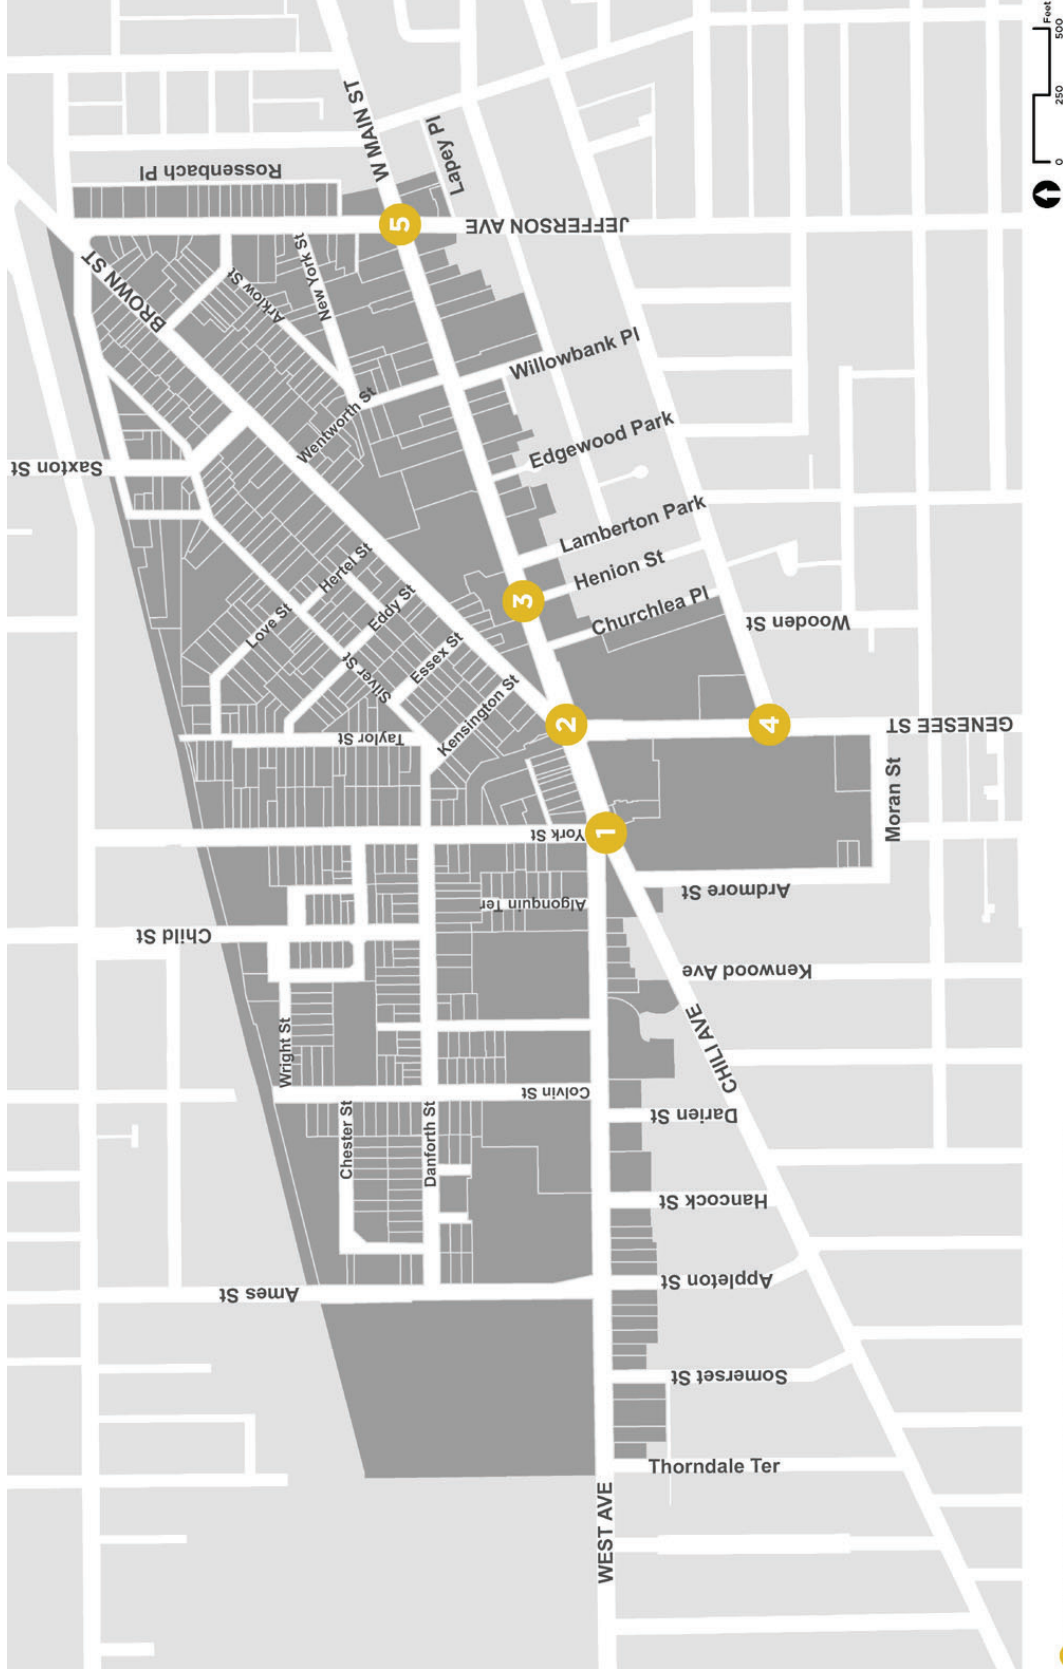 Saxton St
BROWN ST
Rossenbach Pl
W MAIN ST
Lapey Pl
5
JEFFERSON AVE
Arklow St
New York St
Wentworth St
Willowbank Pl
Edgewood Park
Lamberton Park
Henion St
Churchlea Pl
Wooden St
3
Love St
Hertel St
Eddy St
Silver St
Essex St
Kensington St
Taylor St
2
4
GENESEE ST
Moran St
York St
1
Ardmore St
Algonquin Ter
Child St
Kenwood Ave
Wright St
CHILI AVE
Colvin St
Darien St
Chester St
Danforth St
Hancock St
Appleton St
Ames St
Somerset St
Thorndale Ter
WEST AVE
0 250 500
Feet